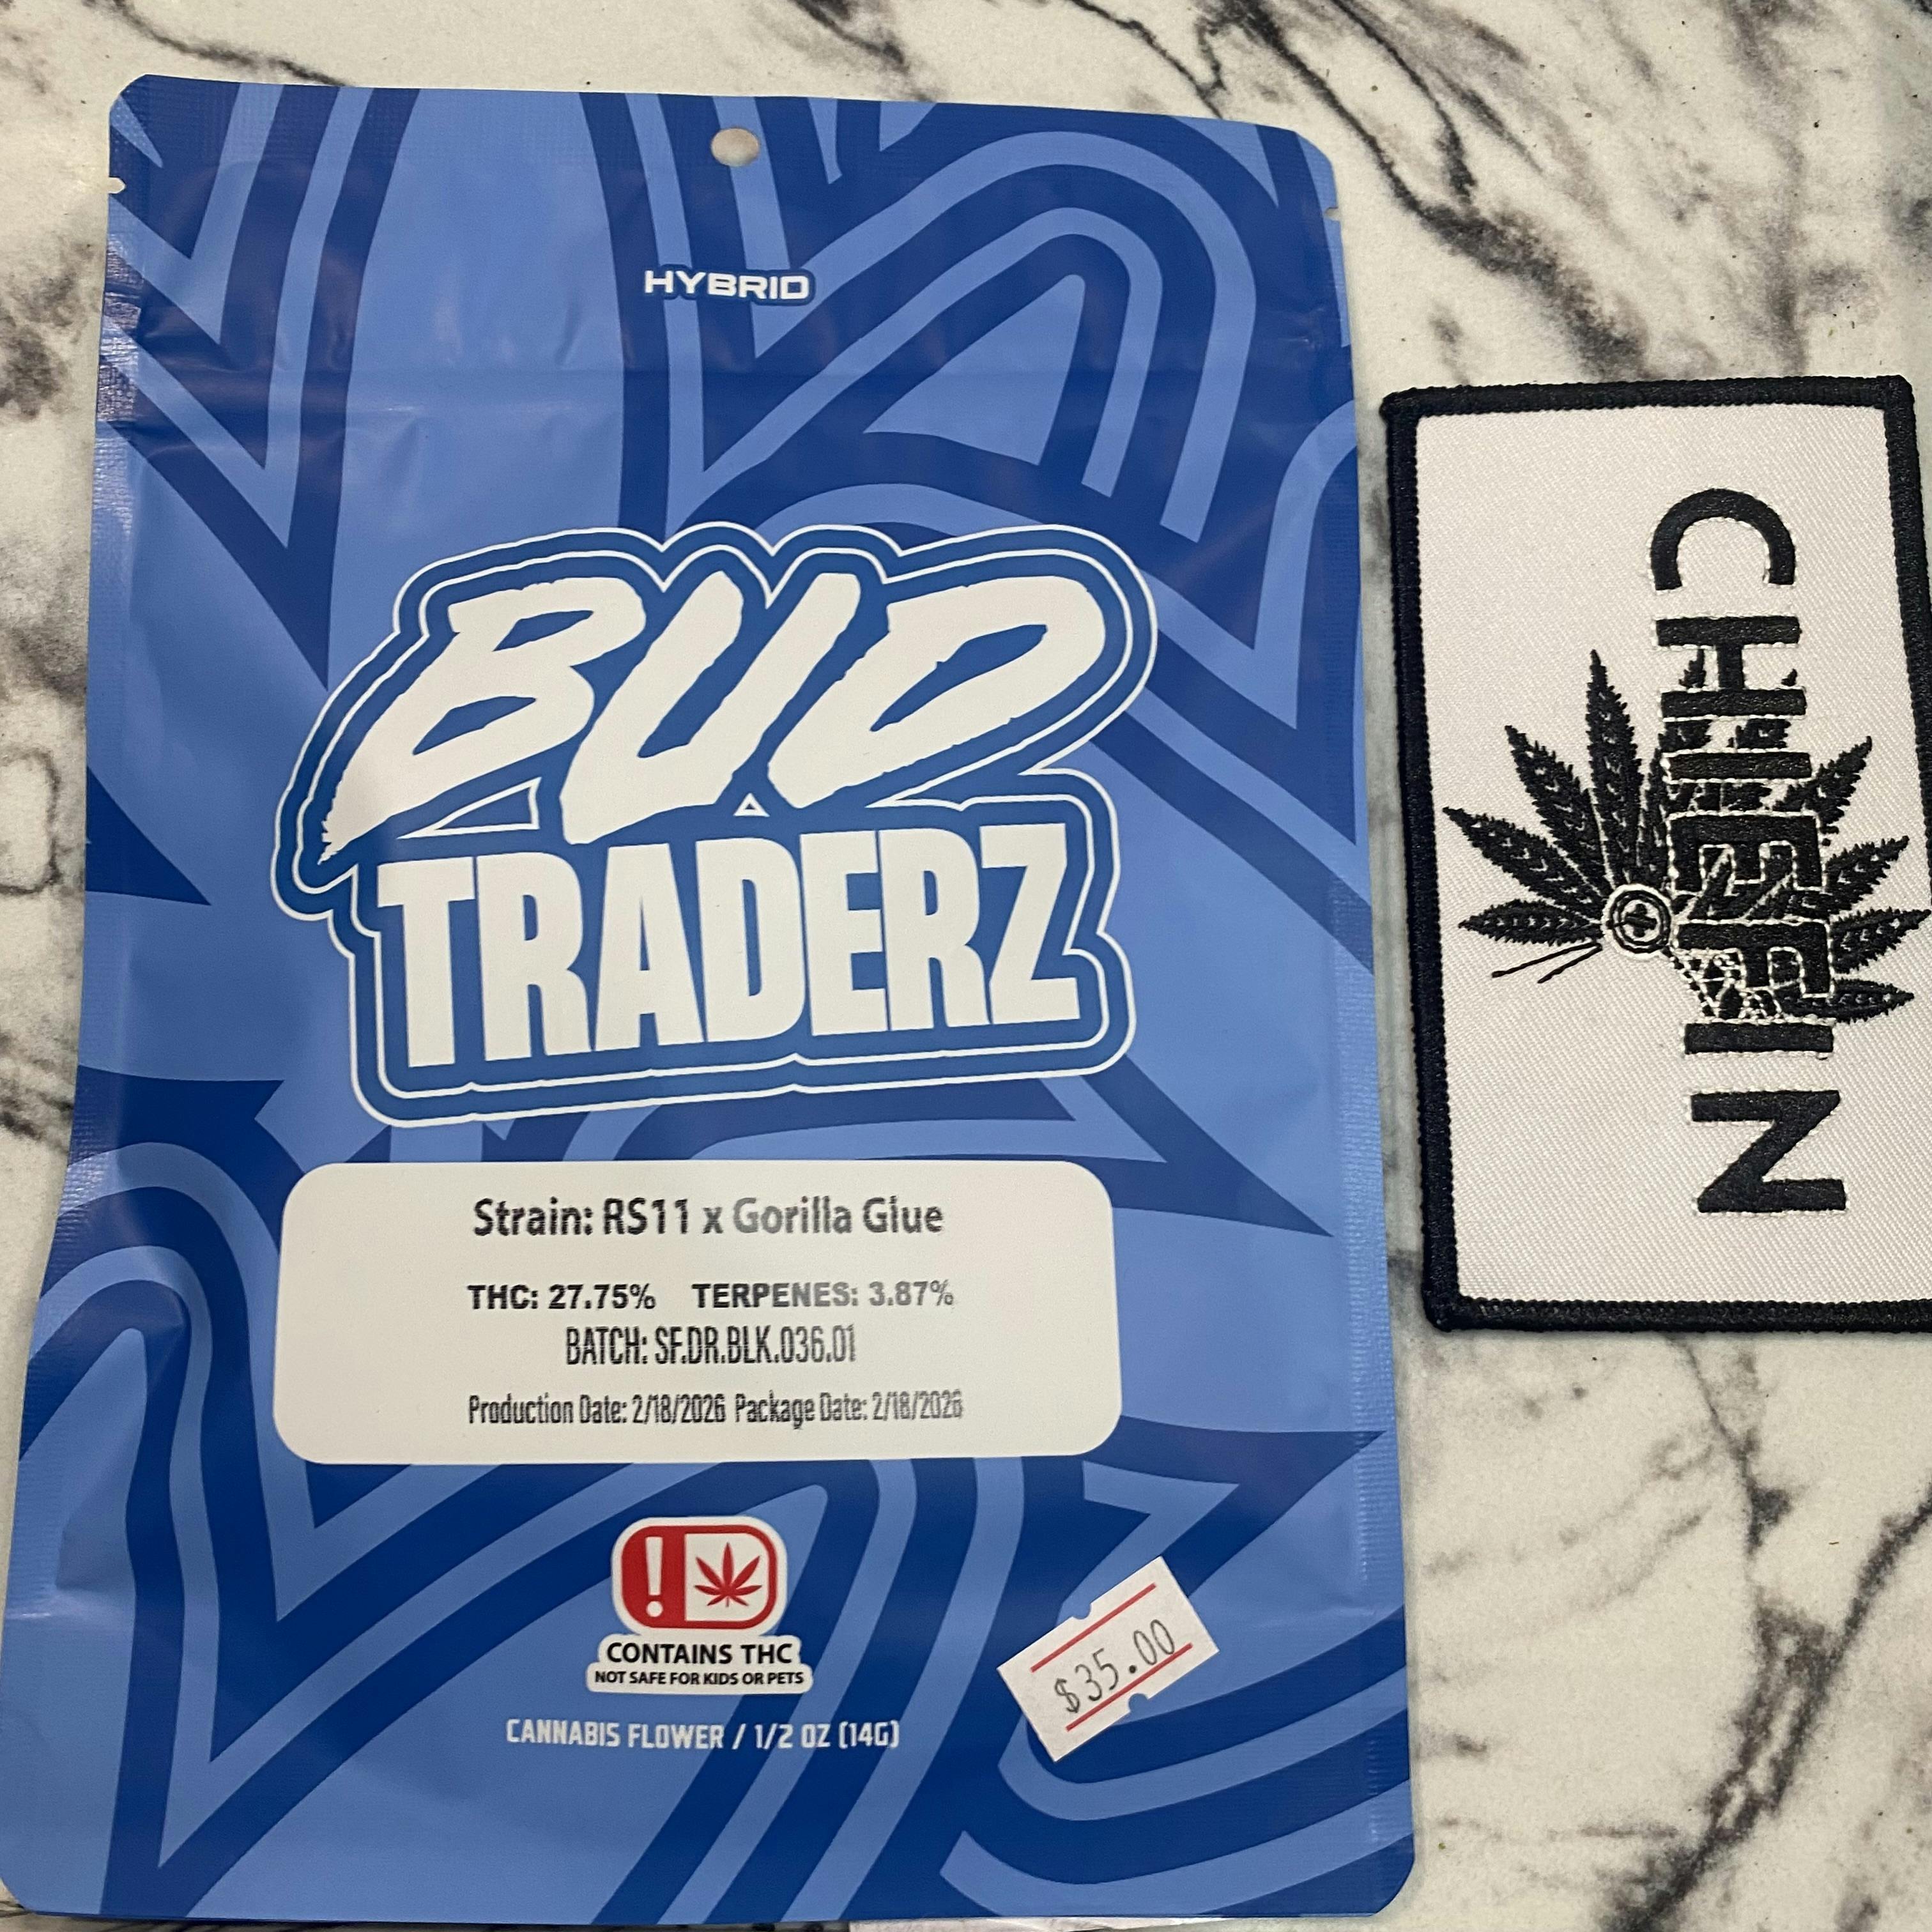 HYBRID
BUD
TRADERZ
Strain: RS11 x Gorilla Glue
THC: 27.75% TERPENES: 3.87%
BATCH: SF.DR.BLK.036.01
Production Date: 2/18/2026 Package Date: 2/18/2026
!
CONTAINS THC
NOT SAFE FOR KIDS OR PETS
CANNABIS FLOWER / 1/2 OZ (14G)
$35.00
CHIEFIN